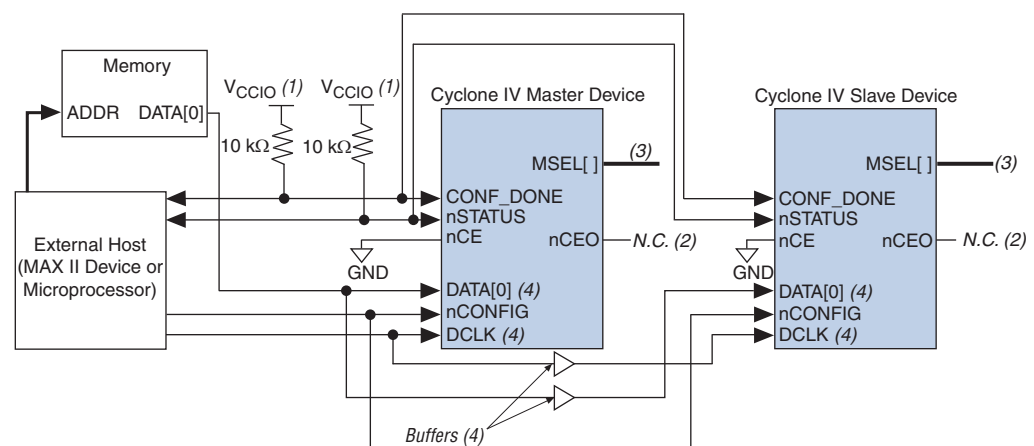 Memory
ADDR DATA[0]
VCCIO (1)
VCCIO (1)
10 kΩ
10 kΩ
Cyclone IV Master Device
MSEL[ ]
(3)
CONF_DONE
nSTATUS
nCE
nCEO
N.C. (2)
GND
DATA[0] (4)
nCONFIG
DCLK (4)
Cyclone IV Slave Device
MSEL[ ]
(3)
CONF_DONE
nSTATUS
nCE
nCEO
N.C. (2)
GND
DATA[0] (4)
nCONFIG
DCLK (4)
External Host
(MAX II Device or
Microprocessor)
Buffers (4)